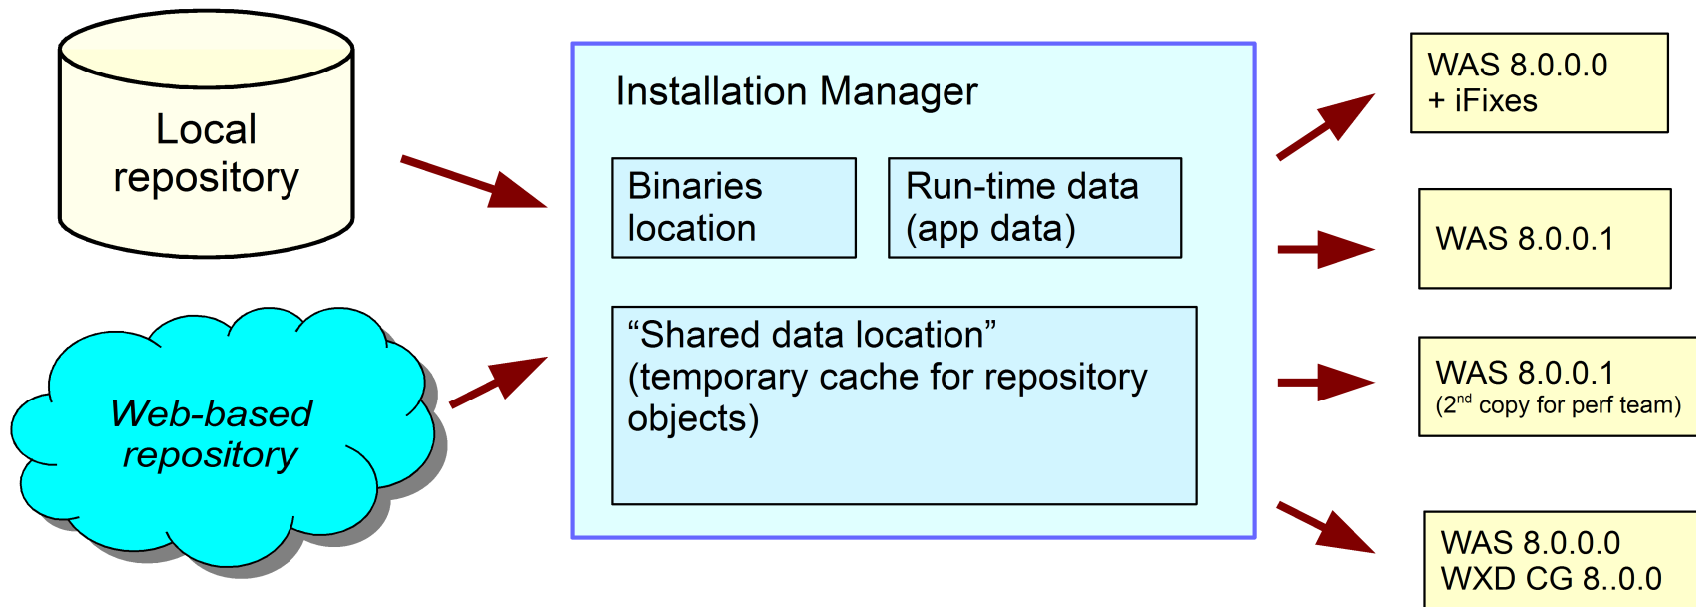 Local
repository
Web-based
repository
Installation Manager
Binaries
location
Run-time data
(app data)
“Shared data location”
(temporary cache for repository
objects)
WAS 8.0.0.0
+ iFixes
WAS 8.0.0.1
WAS 8.0.0.1
(2nd copy for perf team)
WAS 8.0.0.0
WXD CG 8..0.0